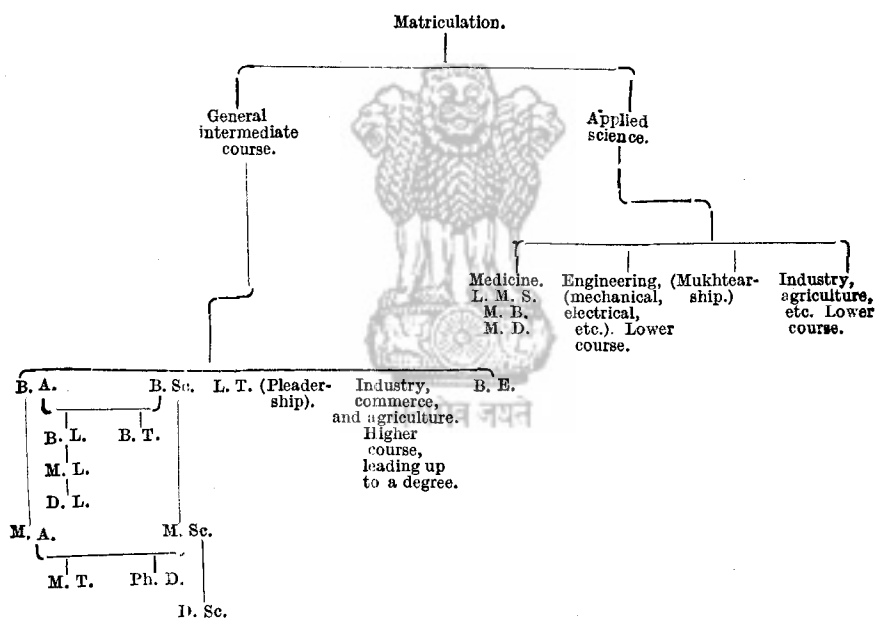 Matriculation.
General
intermediate
course.
Applied
science.
Medicine.
L. M. S.
M. B.
M. D.
Engineering,
(mechanical,
electrical,
etc.). Lower
course.
(Mukhtear-
ship.)
Industry,
agriculture,
etc. Lower
course.
B. A.
B. Sc.
L. T.
(Pleader-
ship).
Industry,
commerce,
and agriculture.
Higher
course,
leading up
to a degree.
B. E.
B. L.
B. T.
M. L.
D. L.
M. A.
M. Sc.
M. T.
Ph. D.
D. Sc.
जयते